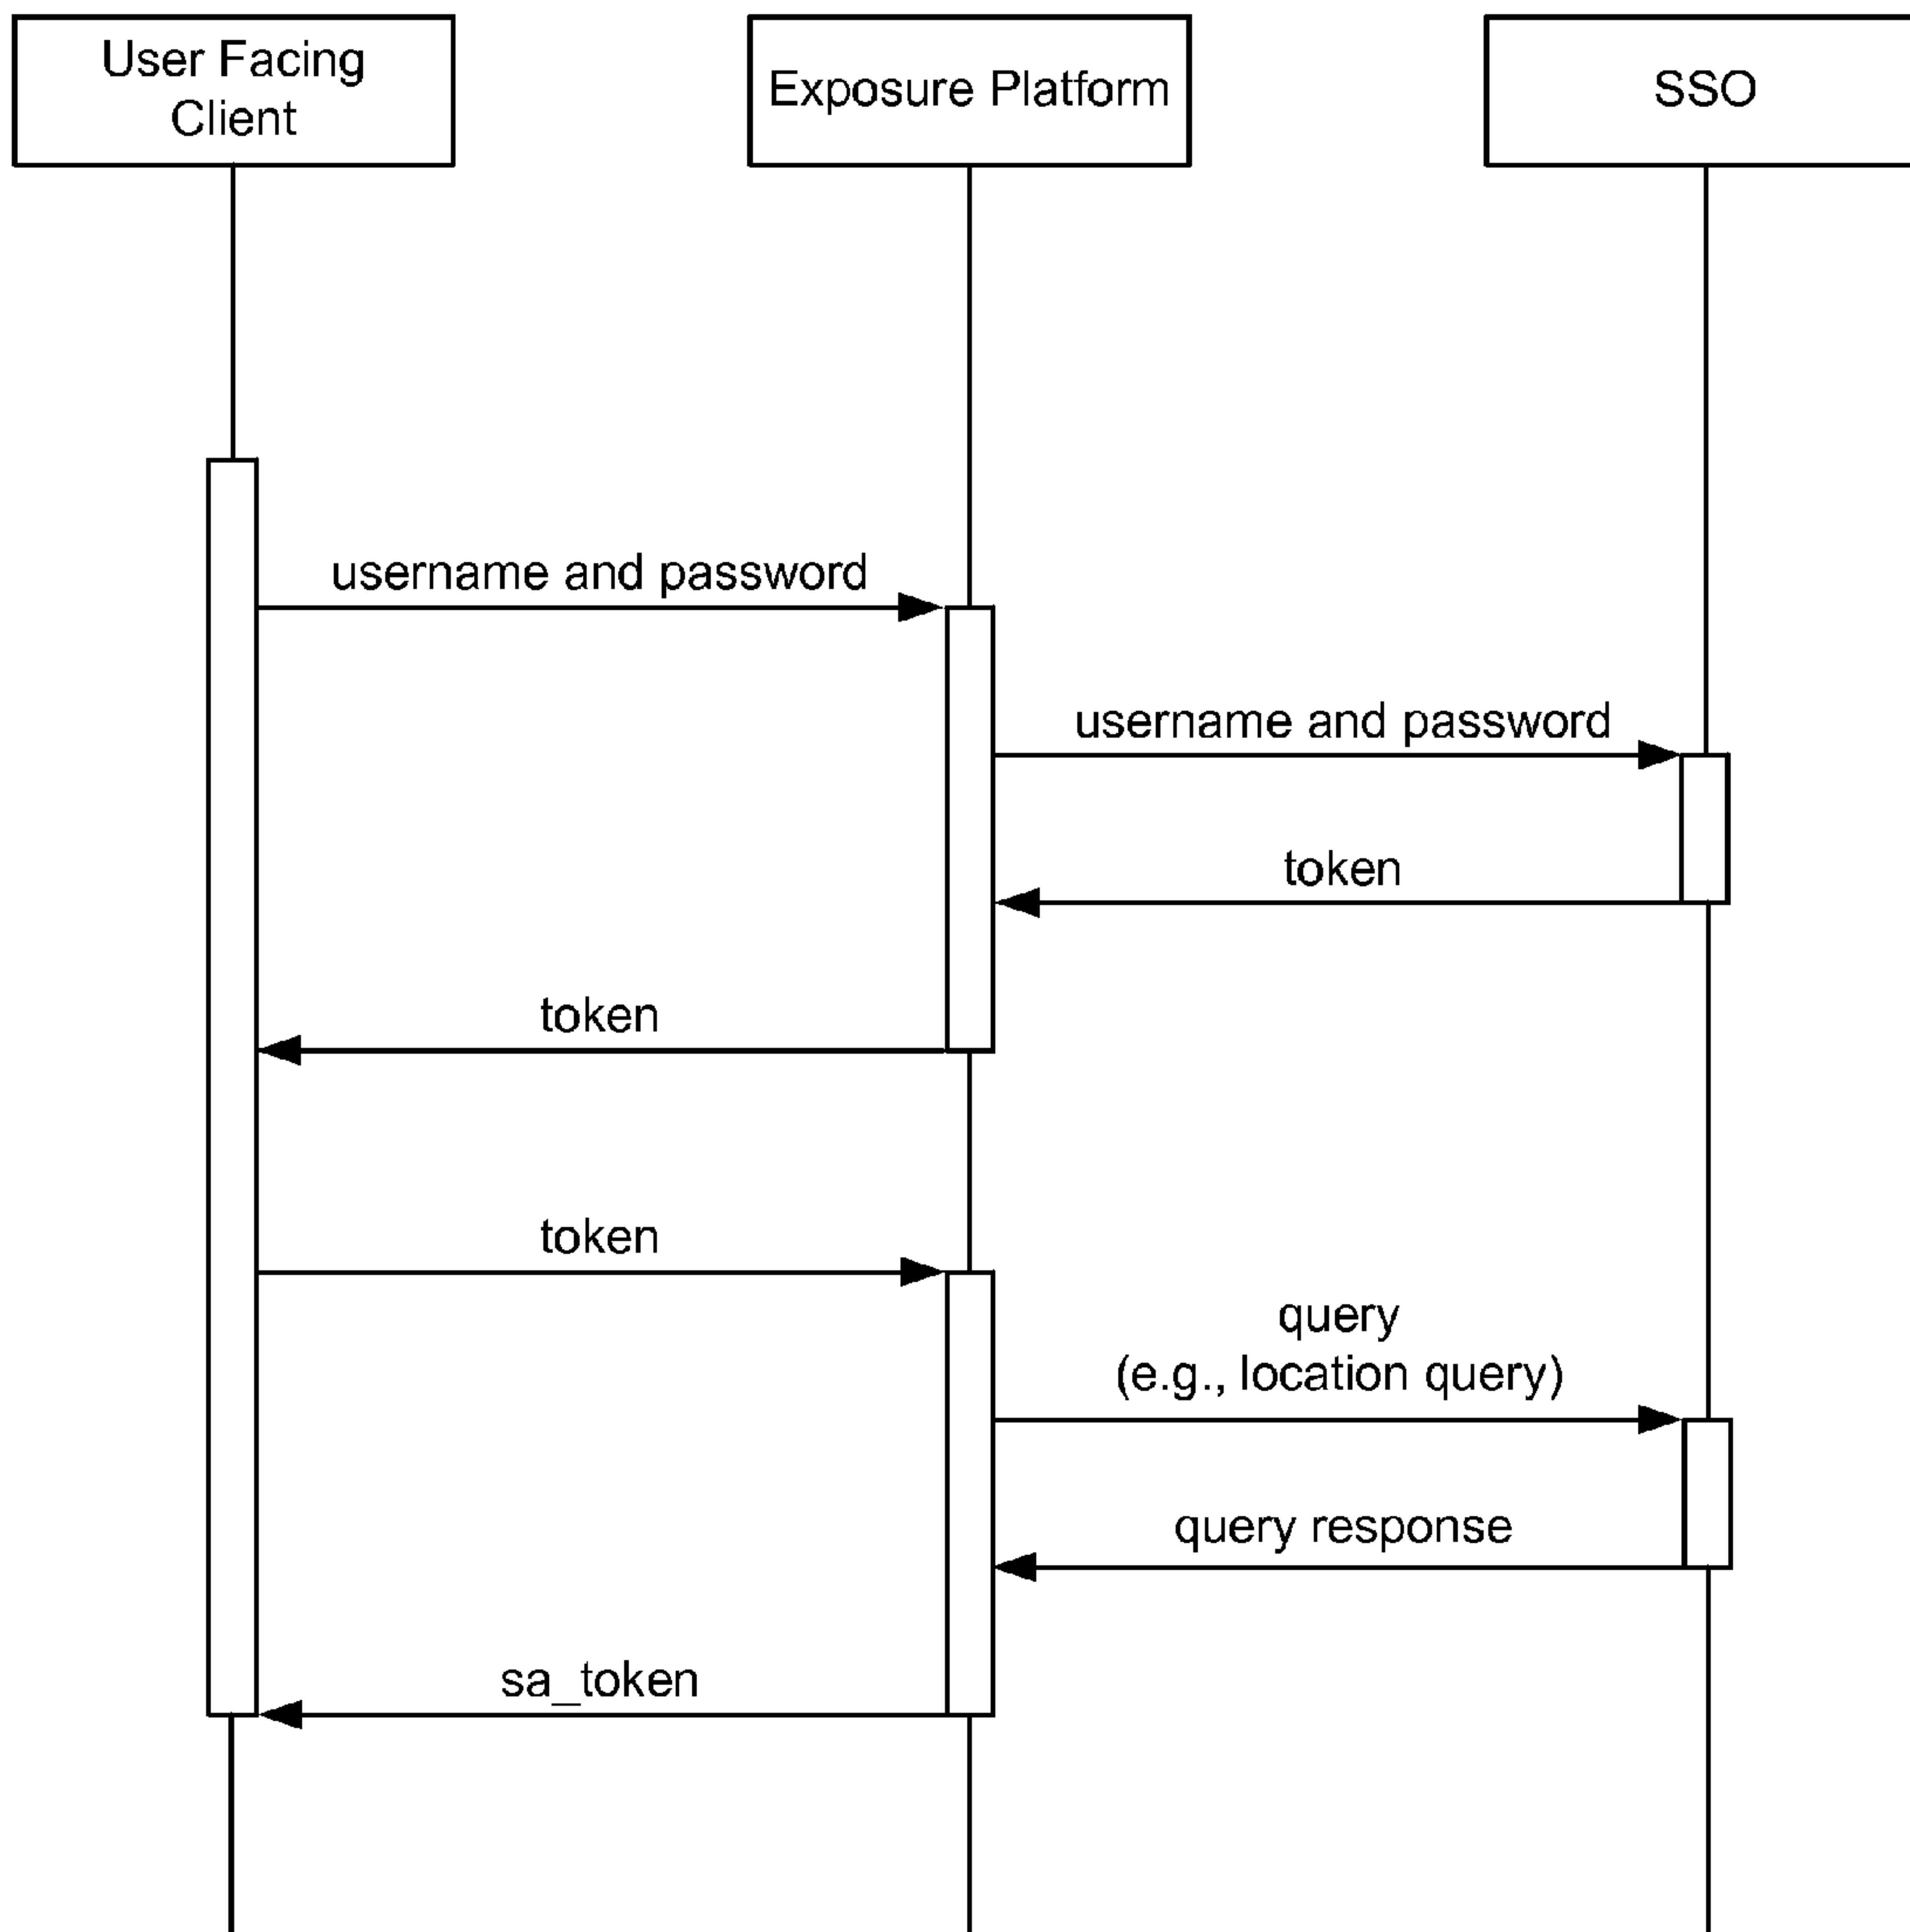 User Facing
Client
Exposure Platform
SSO
username and password
username and password
token
token
token
query
(e.g., location query)
query response
sa_token